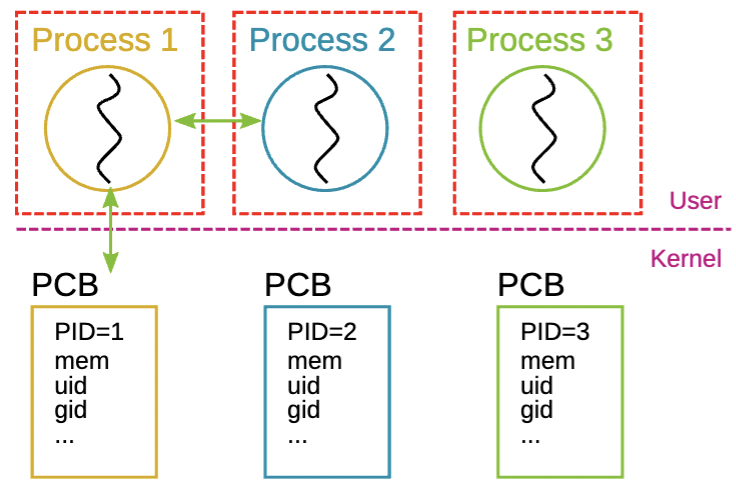 Process 1
Process 2
Process 3
User
Kernel
PCB
PID=1
mem
uid
gid
...
PCB
PID=2
mem
uid
gid
...
PCB
PID=3
mem
uid
gid
...